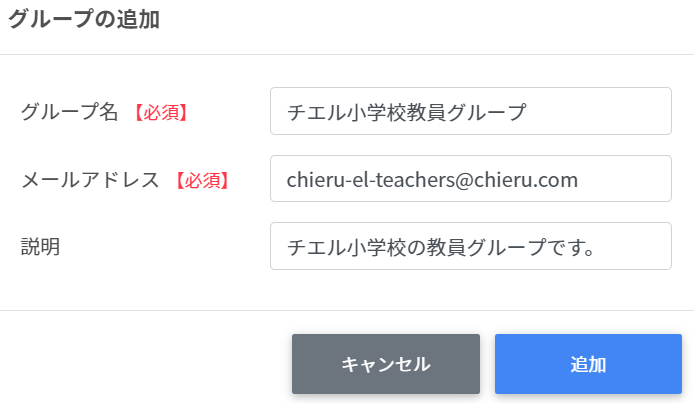 グループの追加
グループ名 【必須】 チエル小学校教員グループ
メールアドレス 【必須】 chieru-el-teachers@chieru.com
説明 チエル小学校の教員グループです。
キャンセル 追加